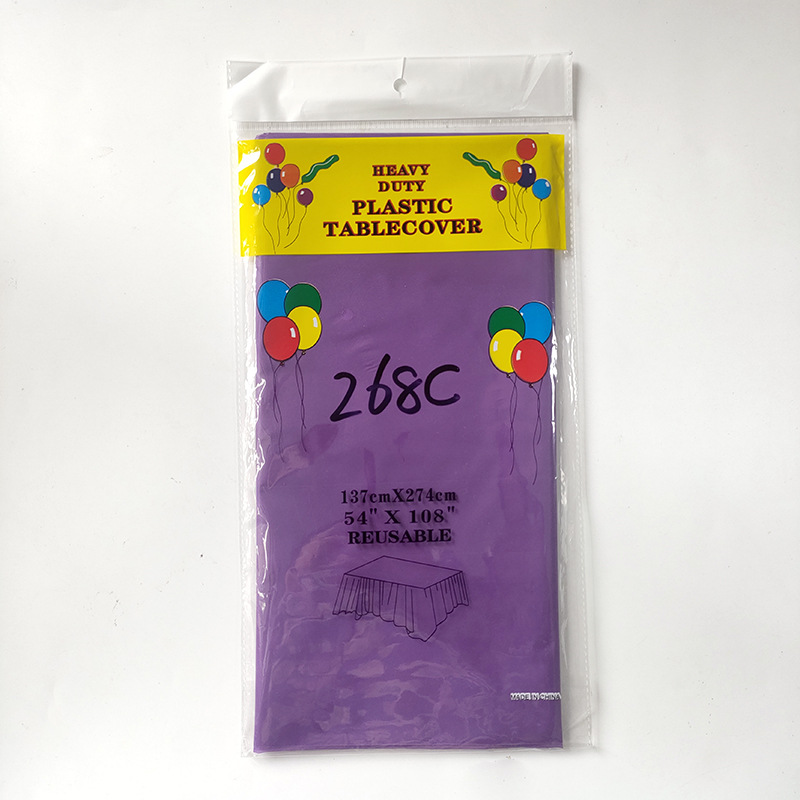 HEAVY
DUTY
PLASTIC
TABLECOVER
268C
137cmX274cm
54" X 108"
REUSABLE
MADE IN CHINA